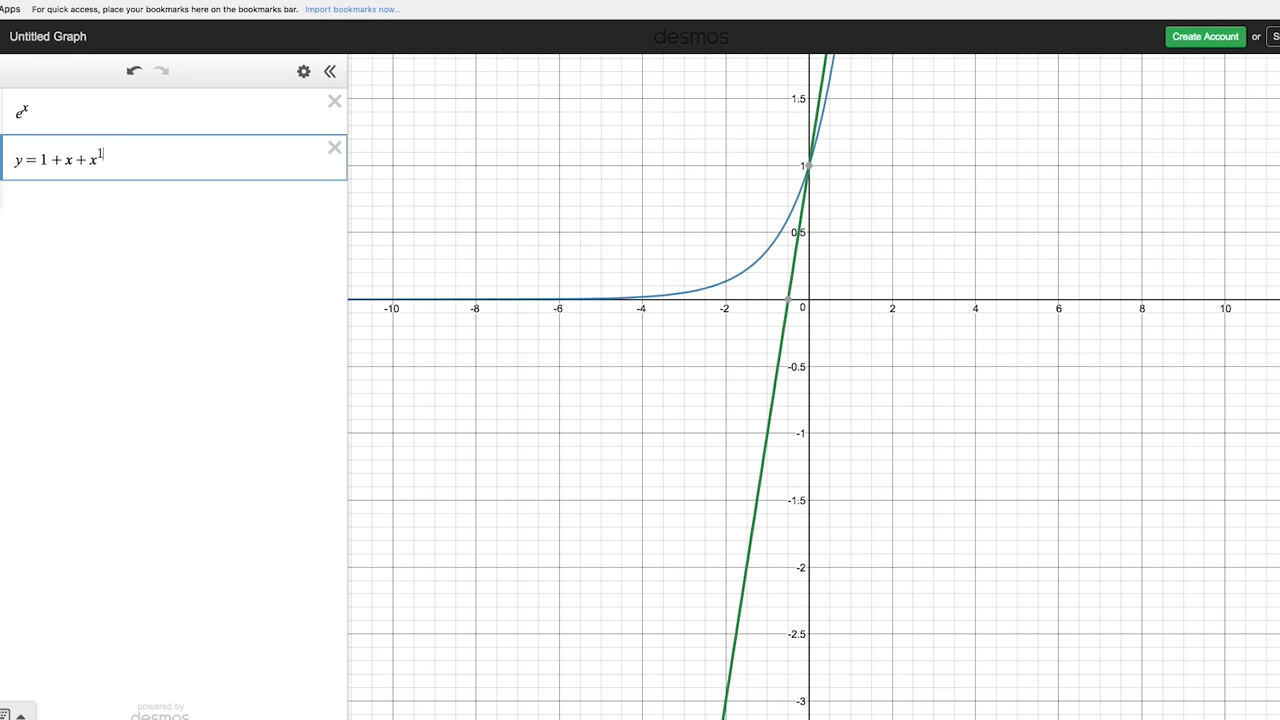 Apps For quick access, place your bookmarks here on the bookmarks bar. Import bookmarks now...
Untitled Graph desmos Create Account or S
e^x
y = 1 + x + x^1
1.5
1
0.5
-10 -8 -6 -4 -2 0 2 4 6 8 10
-0.5
-1
-1.5
-2
-2.5
-3
powered by
desmos